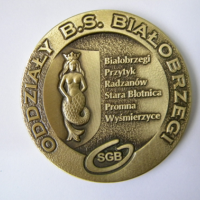 ODDZIAŁY B.S. BIAŁOBRZEGI
Białobrzegi
Przytyk
Radzanów
Stara Błotnica
Promna
Wyśmierzyce
SGB